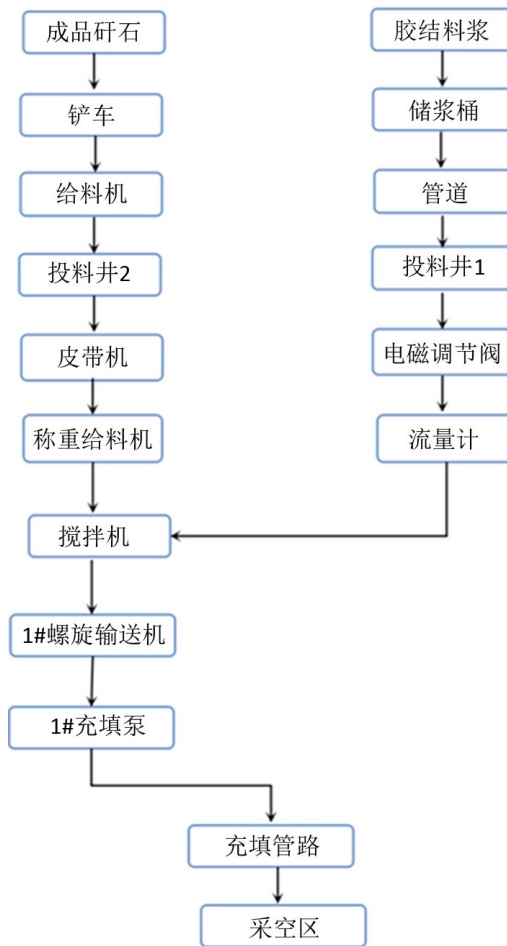 成品矸石
铲车
给料机
投料井2
皮带机
称重给料机
搅拌机
胶结料浆
储浆桶
管道
投料井1
电磁调节阀
流量计
1#螺旋输送机
1#充填泵
充填管路
采空区